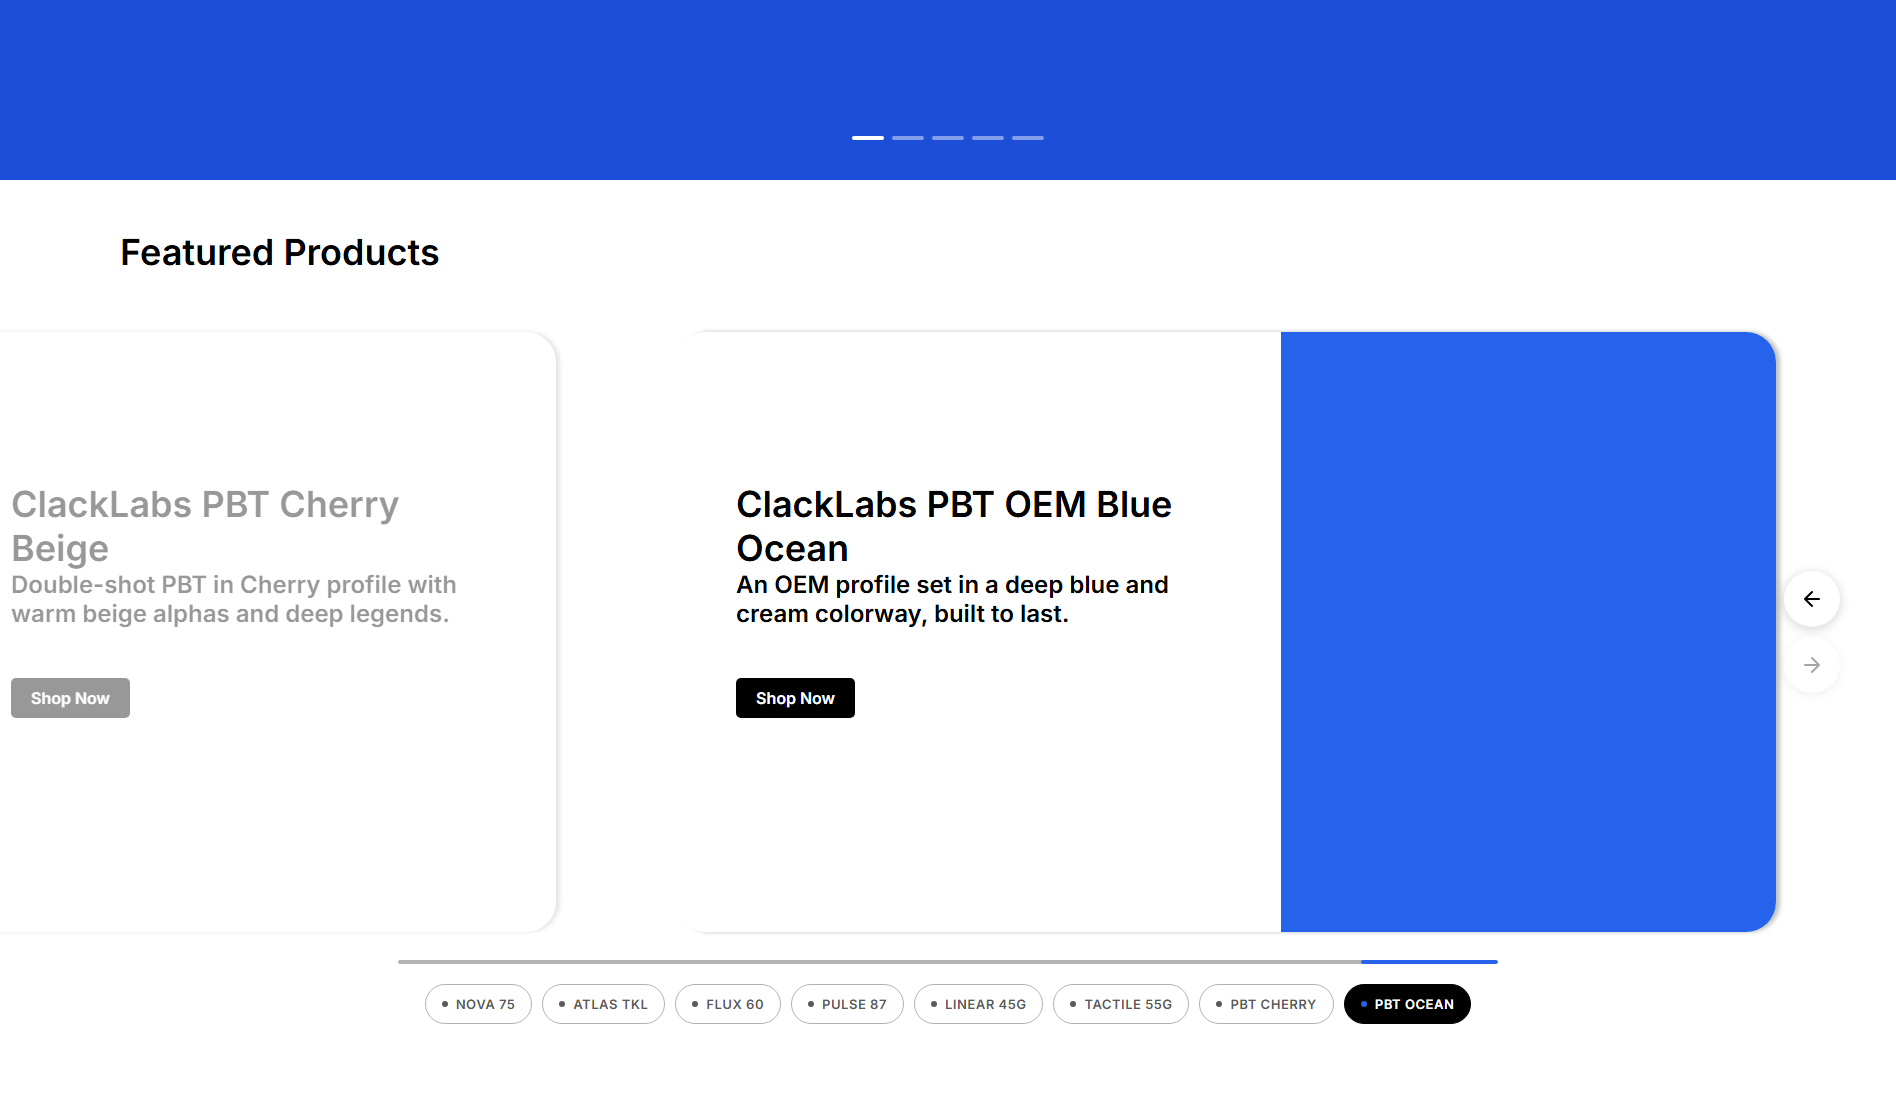 Featured Products
ClackLabs PBT Cherry
Beige
Double-shot PBT in Cherry profile with
warm beige alphas and deep legends.
Shop Now
ClackLabs PBT OEM Blue
Ocean
An OEM profile set in a deep blue and
cream colorway, built to last.
Shop Now
NOVA 75
ATLAS TKL
FLUX 60
PULSE 87
LINEAR 45G
TACTILE 55G
PBT CHERRY
PBT OCEAN